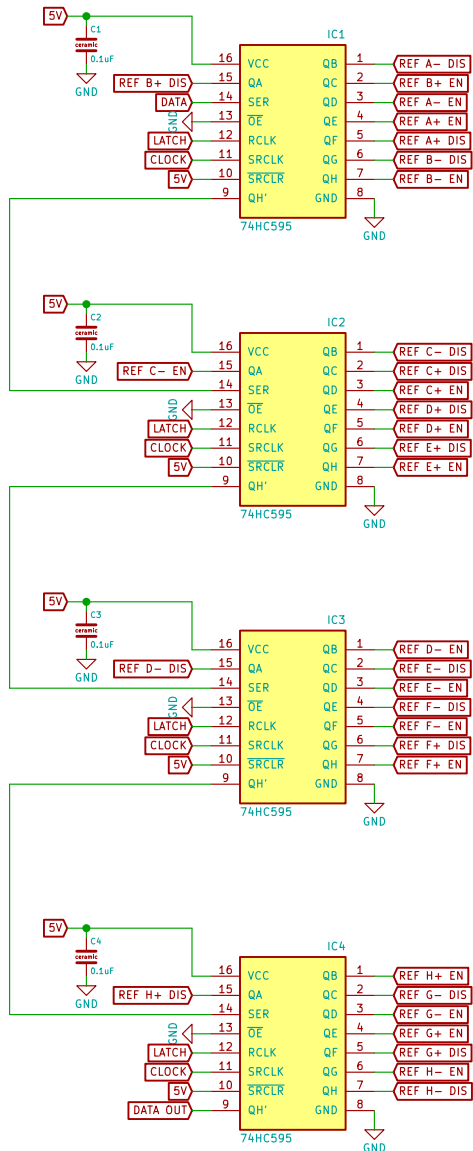 5V
C1
ceramic
0.1uF
GND
IC1
16 VCC QB 1 REF A- DIS
REF B+ DIS 15 QA QC 2 REF B+ EN
DATA 14 SER QD 3 REF A- EN
GND 13 OE QE 4 REF A+ EN
LATCH 12 RCLK QF 5 REF A+ DIS
CLOCK 11 SRCLK QG 6 REF B- DIS
5V 10 SRCLR QH 7 REF B- EN
9 QH' GND 8
74HC595
GND
5V
C2
ceramic
0.1uF
GND
IC2
16 VCC QB 1 REF C- DIS
REF C- EN 15 QA QC 2 REF C+ DIS
14 SER QD 3 REF C+ EN
GND 13 OE QE 4 REF D+ DIS
LATCH 12 RCLK QF 5 REF D+ EN
CLOCK 11 SRCLK QG 6 REF E+ DIS
5V 10 SRCLR QH 7 REF E+ EN
9 QH' GND 8
74HC595
GND
5V
C3
ceramic
0.1uF
GND
IC3
16 VCC QB 1 REF D- EN
REF D- DIS 15 QA QC 2 REF E- DIS
14 SER QD 3 REF E- EN
GND 13 OE QE 4 REF F- DIS
LATCH 12 RCLK QF 5 REF F- EN
CLOCK 11 SRCLK QG 6 REF F+ DIS
5V 10 SRCLR QH 7 REF F+ EN
9 QH' GND 8
74HC595
GND
5V
C4
ceramic
0.1uF
GND
IC4
16 VCC QB 1 REF H+ EN
REF H+ DIS 15 QA QC 2 REF G- DIS
14 SER QD 3 REF G- EN
GND 13 OE QE 4 REF G+ EN
LATCH 12 RCLK QF 5 REF G+ DIS
CLOCK 11 SRCLK QG 6 REF H- EN
5V 10 SRCLR QH 7 REF H- DIS
DATA OUT 9 QH' GND 8
74HC595
GND